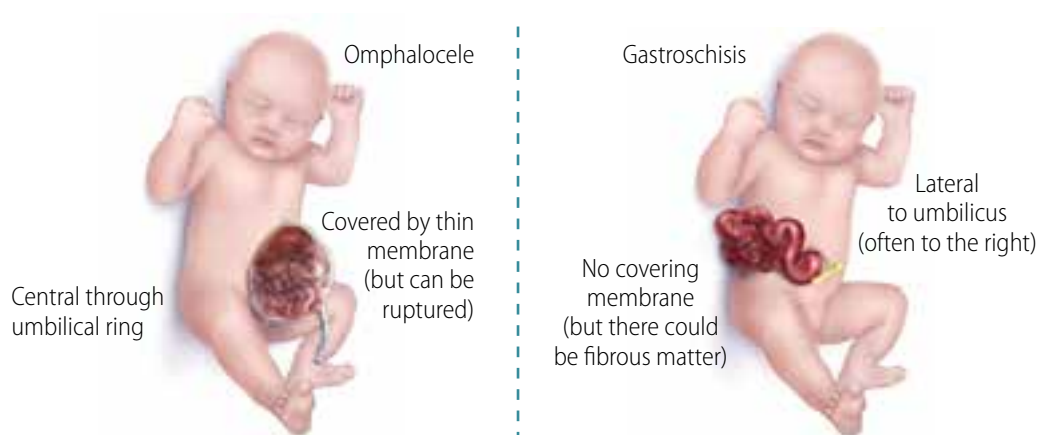 Omphalocele
Covered by thin
membrane
(but can be
ruptured)
Central through
umbilical ring
Gastroschisis
Lateral
to umbilicus
(often to the right)
No covering
membrane
(but there could
be fibrous matter)